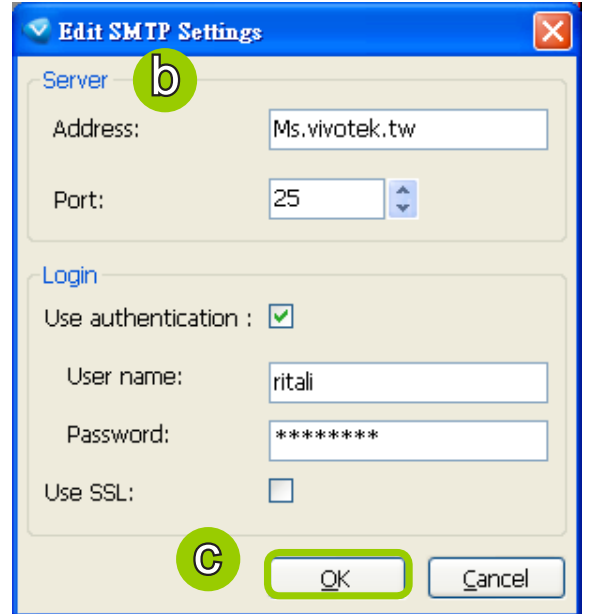 Edit SMTP Settings
Server
b
Address: Ms.vivotek.tw
Port: 25
Login
Use authentication :
User name: ritali
Password: ********
Use SSL:
c
OK Cancel